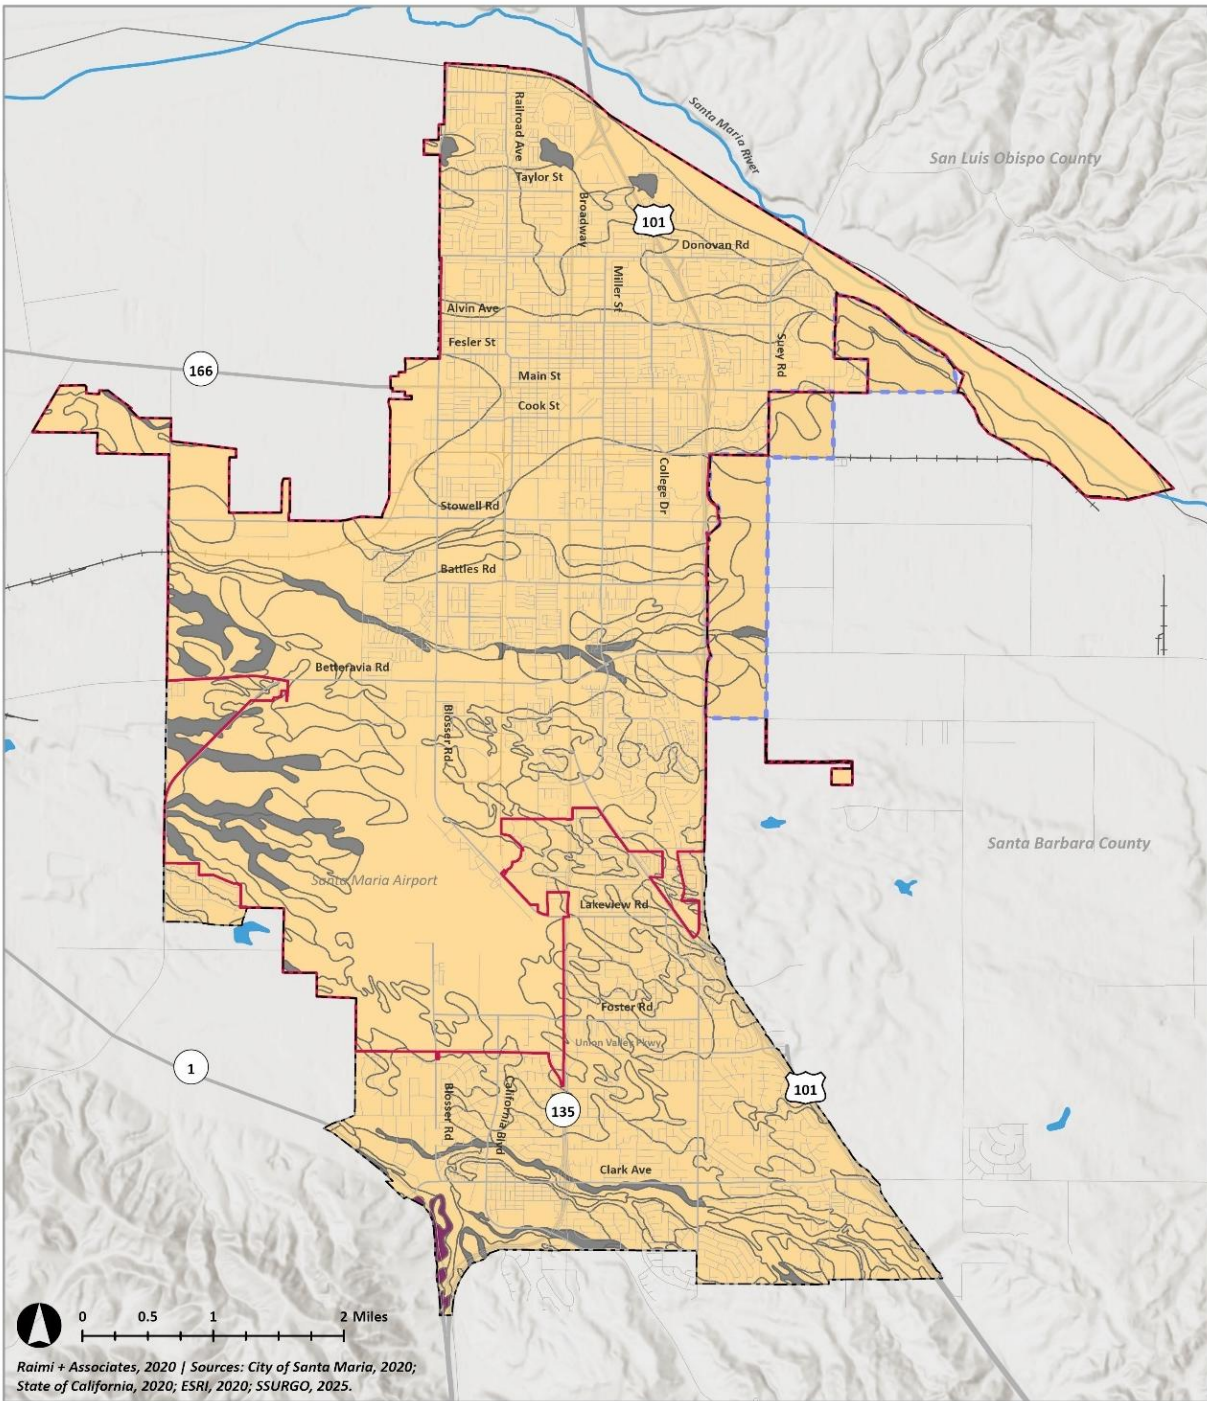 Santa Maria River
San Luis Obispo County
Railroad Ave
Taylor St
Broadway
101
Donovan Rd
Miller St
Alvin Ave
Fesler St
Suey Rd
166
Main St
Cook St
College Dr
Stowell Rd
Battles Rd
Betteravia Rd
Blosser Rd
Santa Barbara County
Santa Maria Airport
Lakeview Rd
Foster Rd
Union Valley Pkwy
1
101
Blosser Rd
California Blvd
135
Clark Ave
0 0.5 1 2 Miles
Raimi + Associates, 2020 | Sources: City of Santa Maria, 2020;
State of California, 2020; ESRI, 2020; SSURGO, 2025.